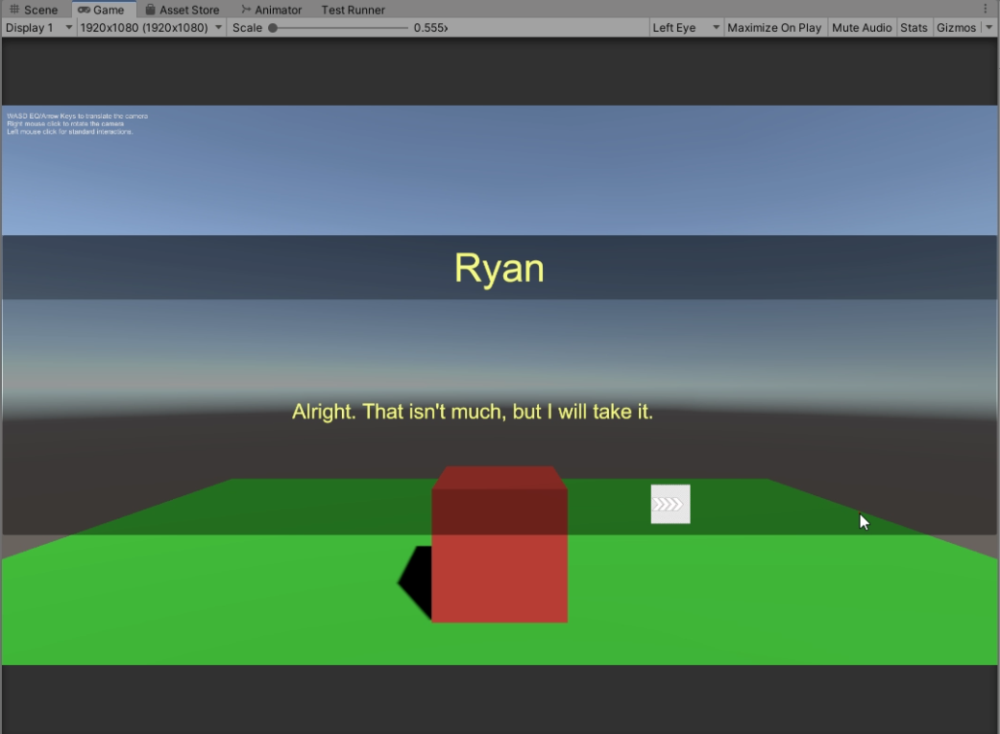 Scene Game Asset Store Animator Test Runner
Display 1 1920x1080 (1920x1080) Scale 0.555x Left Eye Maximize On Play Mute Audio Stats Gizmos
WASD EQ/Arrow Keys to translate the camera
Right mouse click to rotate the camera
Left mouse click for standard interactions.
Ryan
Alright. That isn't much, but I will take it.